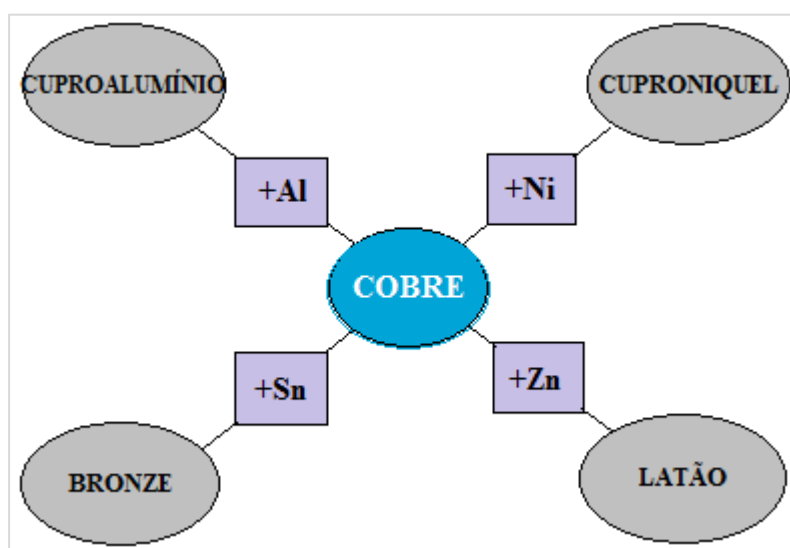 CUPROALUMÍNIO
CUPRONIQUEL
+Al
+Ni
COBRE
+Sn
+Zn
BRONZE
LATÃO